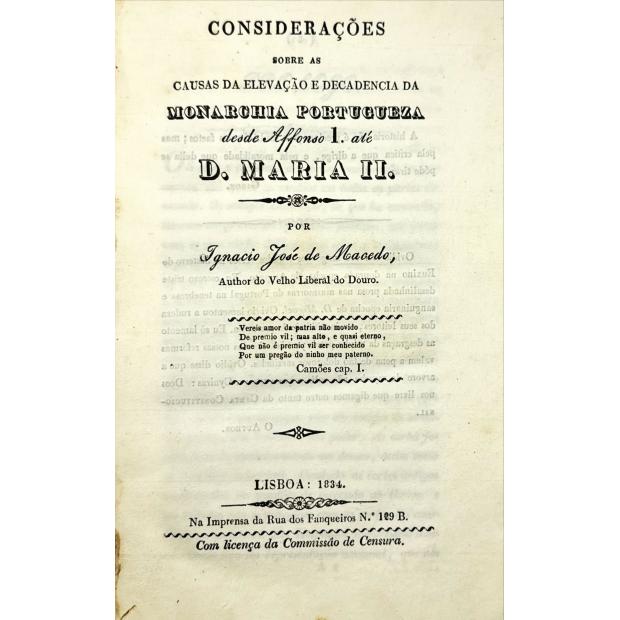 CONSIDERAÇÕES
SOBRE AS
CAUSAS DA ELEVAÇÃO E DECADENCIA DA
MONARCHIA PORTUGUEZA
desde Affonso I. até
D. MARIA II.
POR
Ignacio José de Macedo,
Author do Velho Liberal do Douro.
Vereis amor da patria não movido
De premio vil; mas alto, e quasi eterno,
Que não é premio vil ser conhecido
Por um pregão do ninho meu paterno.
Camões cap. I.
LISBOA: 1834.
Na Imprensa da Rua dos Fanqueiros N.º 129 B.
Com licença da Commissão de Censura.